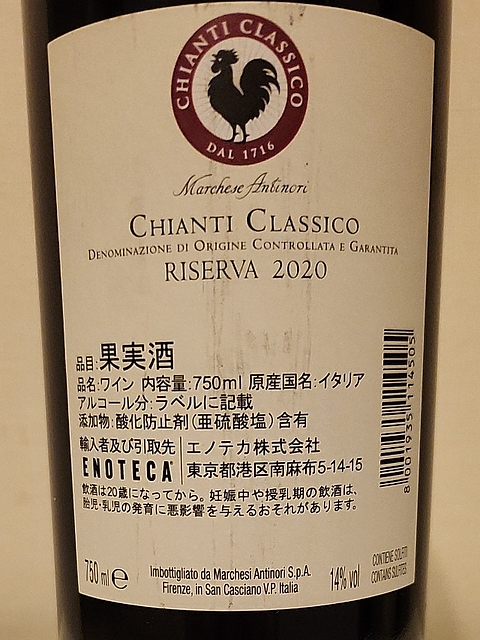 CHIANTI CLASSICO
DAL 1716
Marchese Antinori
CHIANTI CLASSICO
DENOMINAZIONE DI ORIGINE CONTROLLATA E GARANTITA
RISERVA 2020
品目:果実酒
品名:ワイン 内容量:750ml 原産国名:イタリア
アルコール分:ラベルに記載
添加物:酸化防止剤(亜硫酸塩)含有
輸入者及び引取先 エノテカ株式会社
ENOTECA 東京都港区南麻布5-14-15
飲酒は20歳になってから。妊娠中や授乳期の飲酒は、
胎児・乳児の発育に悪影響を与えるおそれがあります。
8 001935 114505
750 ml e
Imbottigliato da Marchesi Antinori S.p.A.
Firenze, in San Casciano V.P. Italia
14% vol
CONTIENE SOLFITI
CONTAINS SULFITES